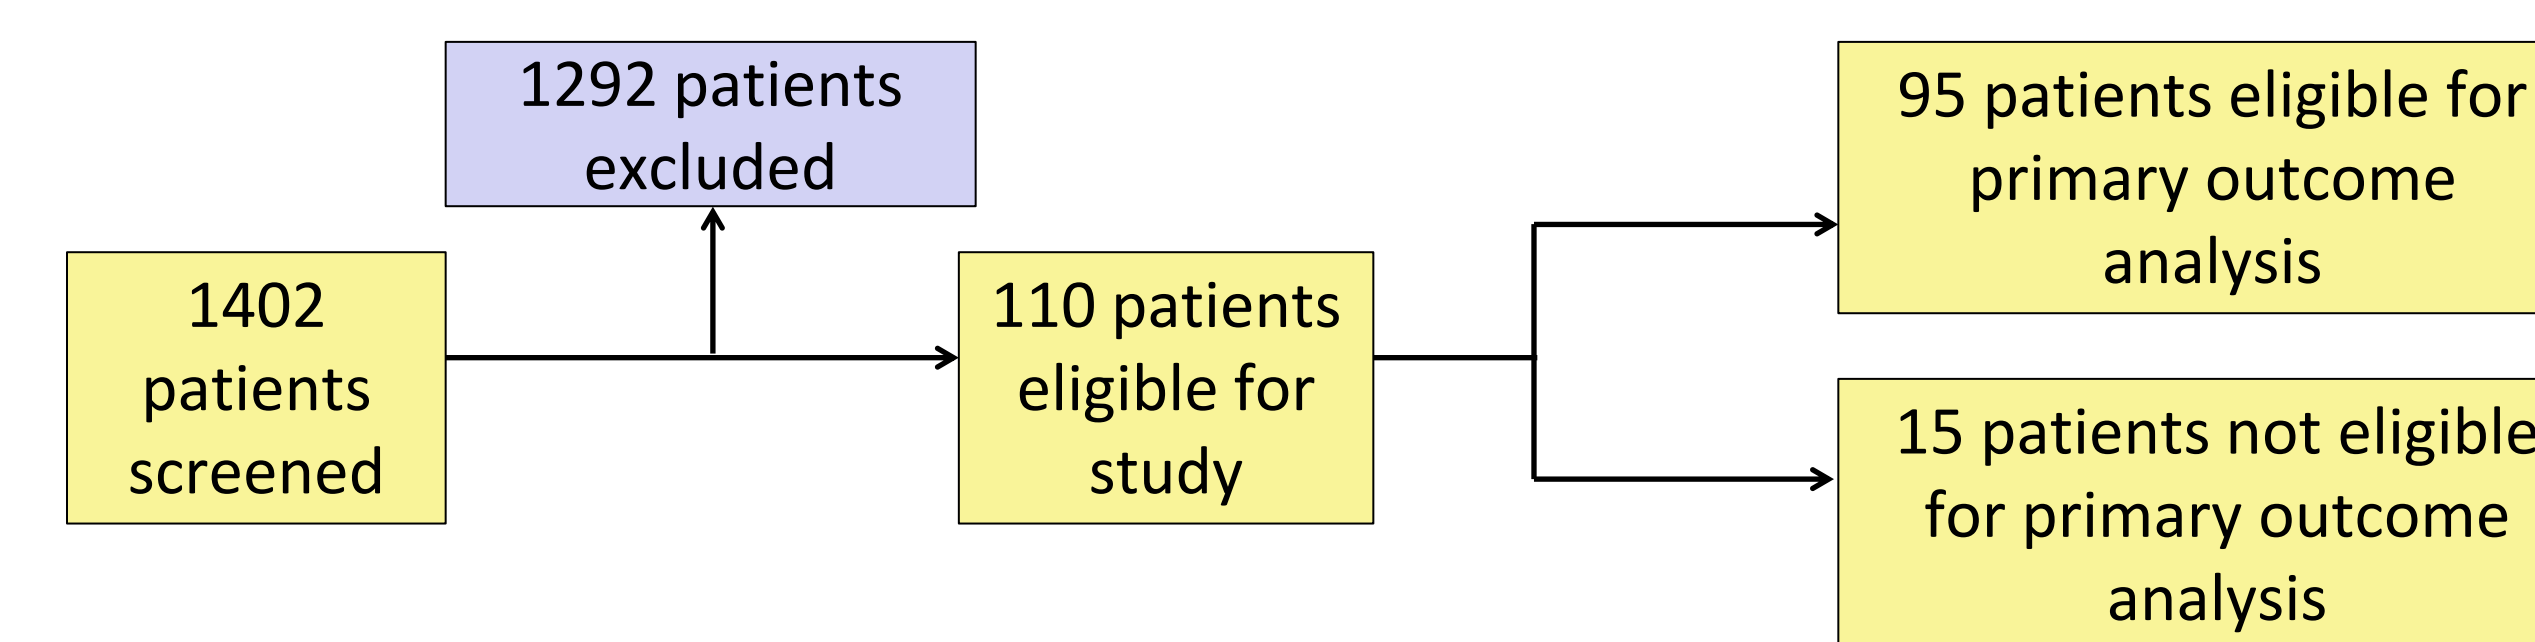 1292 patients
excluded
1402
patients
screened
110 patients
eligible for
study
95 patients eligible for
primary outcome
analysis
15 patients not eligible
for primary outcome
analysis